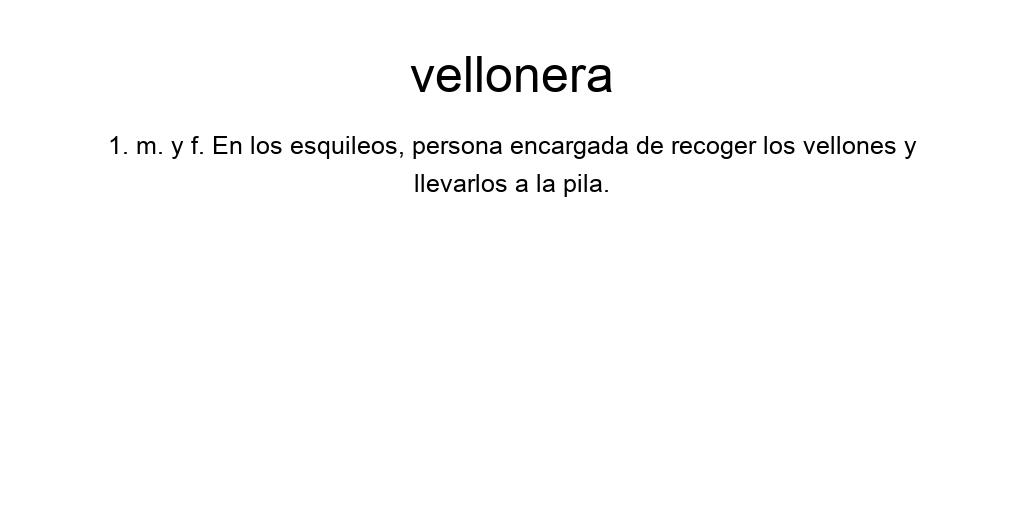 vellonera
1. m. y f. En los esquileos, persona encargada de recoger los vellones y
llevarlos a la pila.